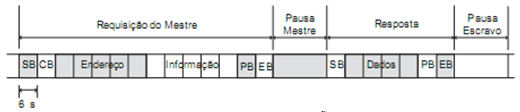 Requisição do Mestre
Pausa
Mestre
Resposta
Pausa
Escravo
SB CB Endereço Informação PB EB SB Dados PB EB
6 s